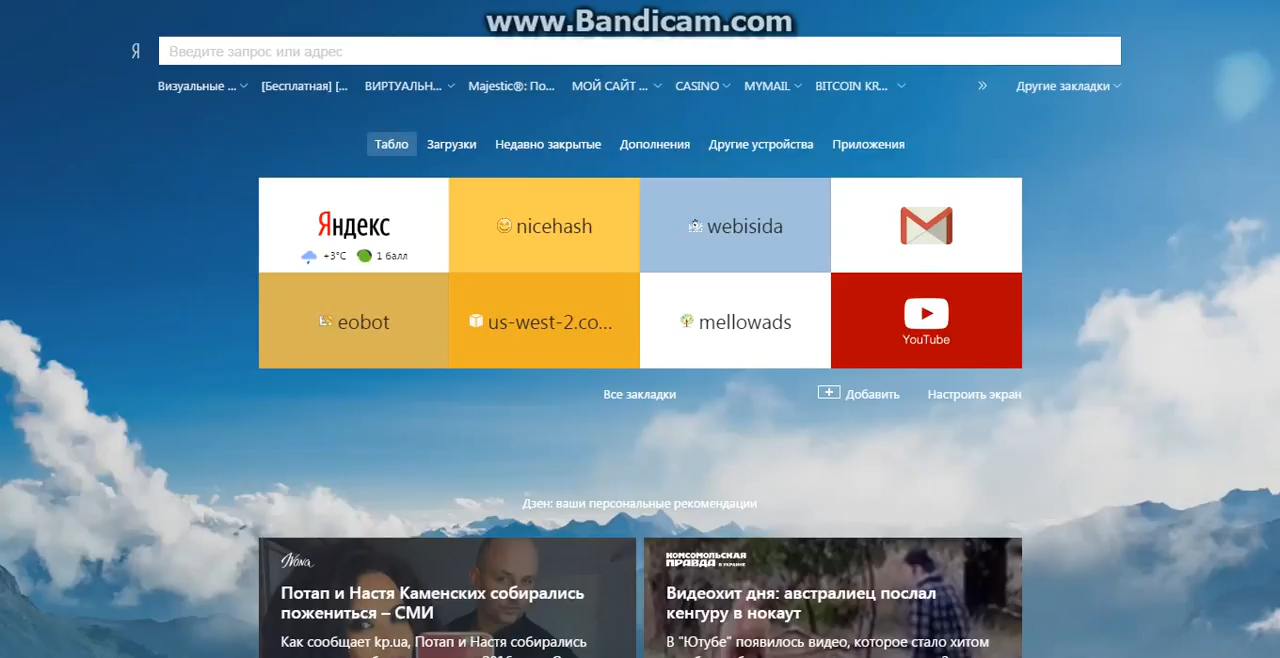 www.Bandicam.com
Я Введите запрос или адрес
Визуальные ... [Бесплатная] [... ВИРТУАЛЬН... Majestic®: По... МОЙ САЙТ ... CASINO MYMAIL BITCOIN KR... » Другие закладки
Табло Загрузки Недавно закрытые Дополнения Другие устройства Приложения
Яндекс
+3°C 1 балл
nicehash
webisida
eobot
us-west-2.co...
mellowads
YouTube
Все закладки Добавить Настроить экран
Дзен: ваши персональные рекомендации
Потап и Настя Каменских собирались
пожениться – СМИ
Как сообщает kp.ua, Потап и Настя собирались
КОМСОМОЛЬСКАЯ
ПРАВДА В УКРАИНЕ
Видеохит дня: австралиец послал
кенгуру в нокаут
В "Ютубе" появилось видео, которое стало хитом